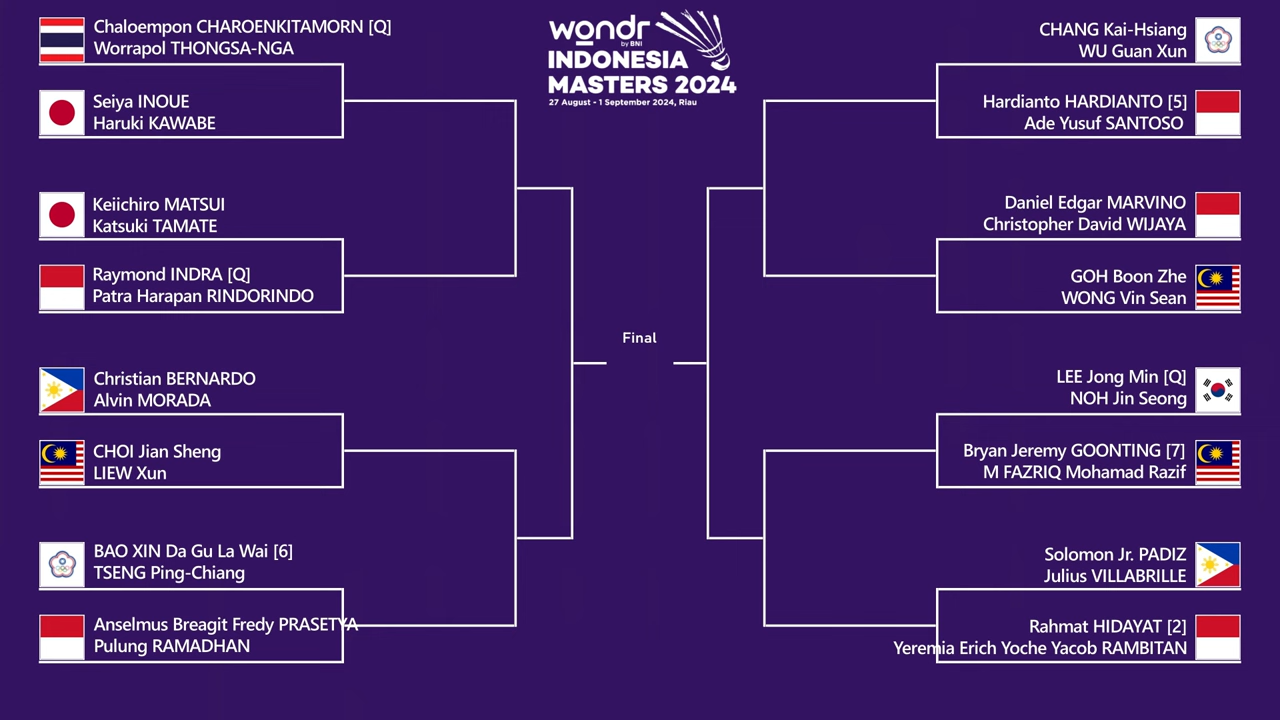 Chaloempon CHAROENKITAMORN [Q]
Worrapol THONGSA-NGA
Seiya INOUE
Haruki KAWABE
Keiichiro MATSUI
Katsuki TAMATE
Raymond INDRA [Q]
Patra Harapan RINDORINDO
Christian BERNARDO
Alvin MORADA
CHOI Jian Sheng
LIEW Xun
BAO XIN Da Gu La Wai [6]
TSENG Ping-Chiang
Anselmus Breagit Fredy PRASETYA
Pulung RAMADHAN
wondr
by BNI
INDONESIA
MASTERS 2024
27 August - 1 September 2024, Riau
Final
CHANG Kai-Hsiang
WU Guan Xun
Hardianto HARDIANTO [5]
Ade Yusuf SANTOSO
Daniel Edgar MARVINO
Christopher David WIJAYA
GOH Boon Zhe
WONG Vin Sean
LEE Jong Min [Q]
NOH Jin Seong
Bryan Jeremy GOONTING [7]
M FAZRIQ Mohamad Razif
Solomon Jr. PADIZ
Julius VILLABRILLE
Rahmat HIDAYAT [2]
Yeremia Erich Yoche Yacob RAMBITAN